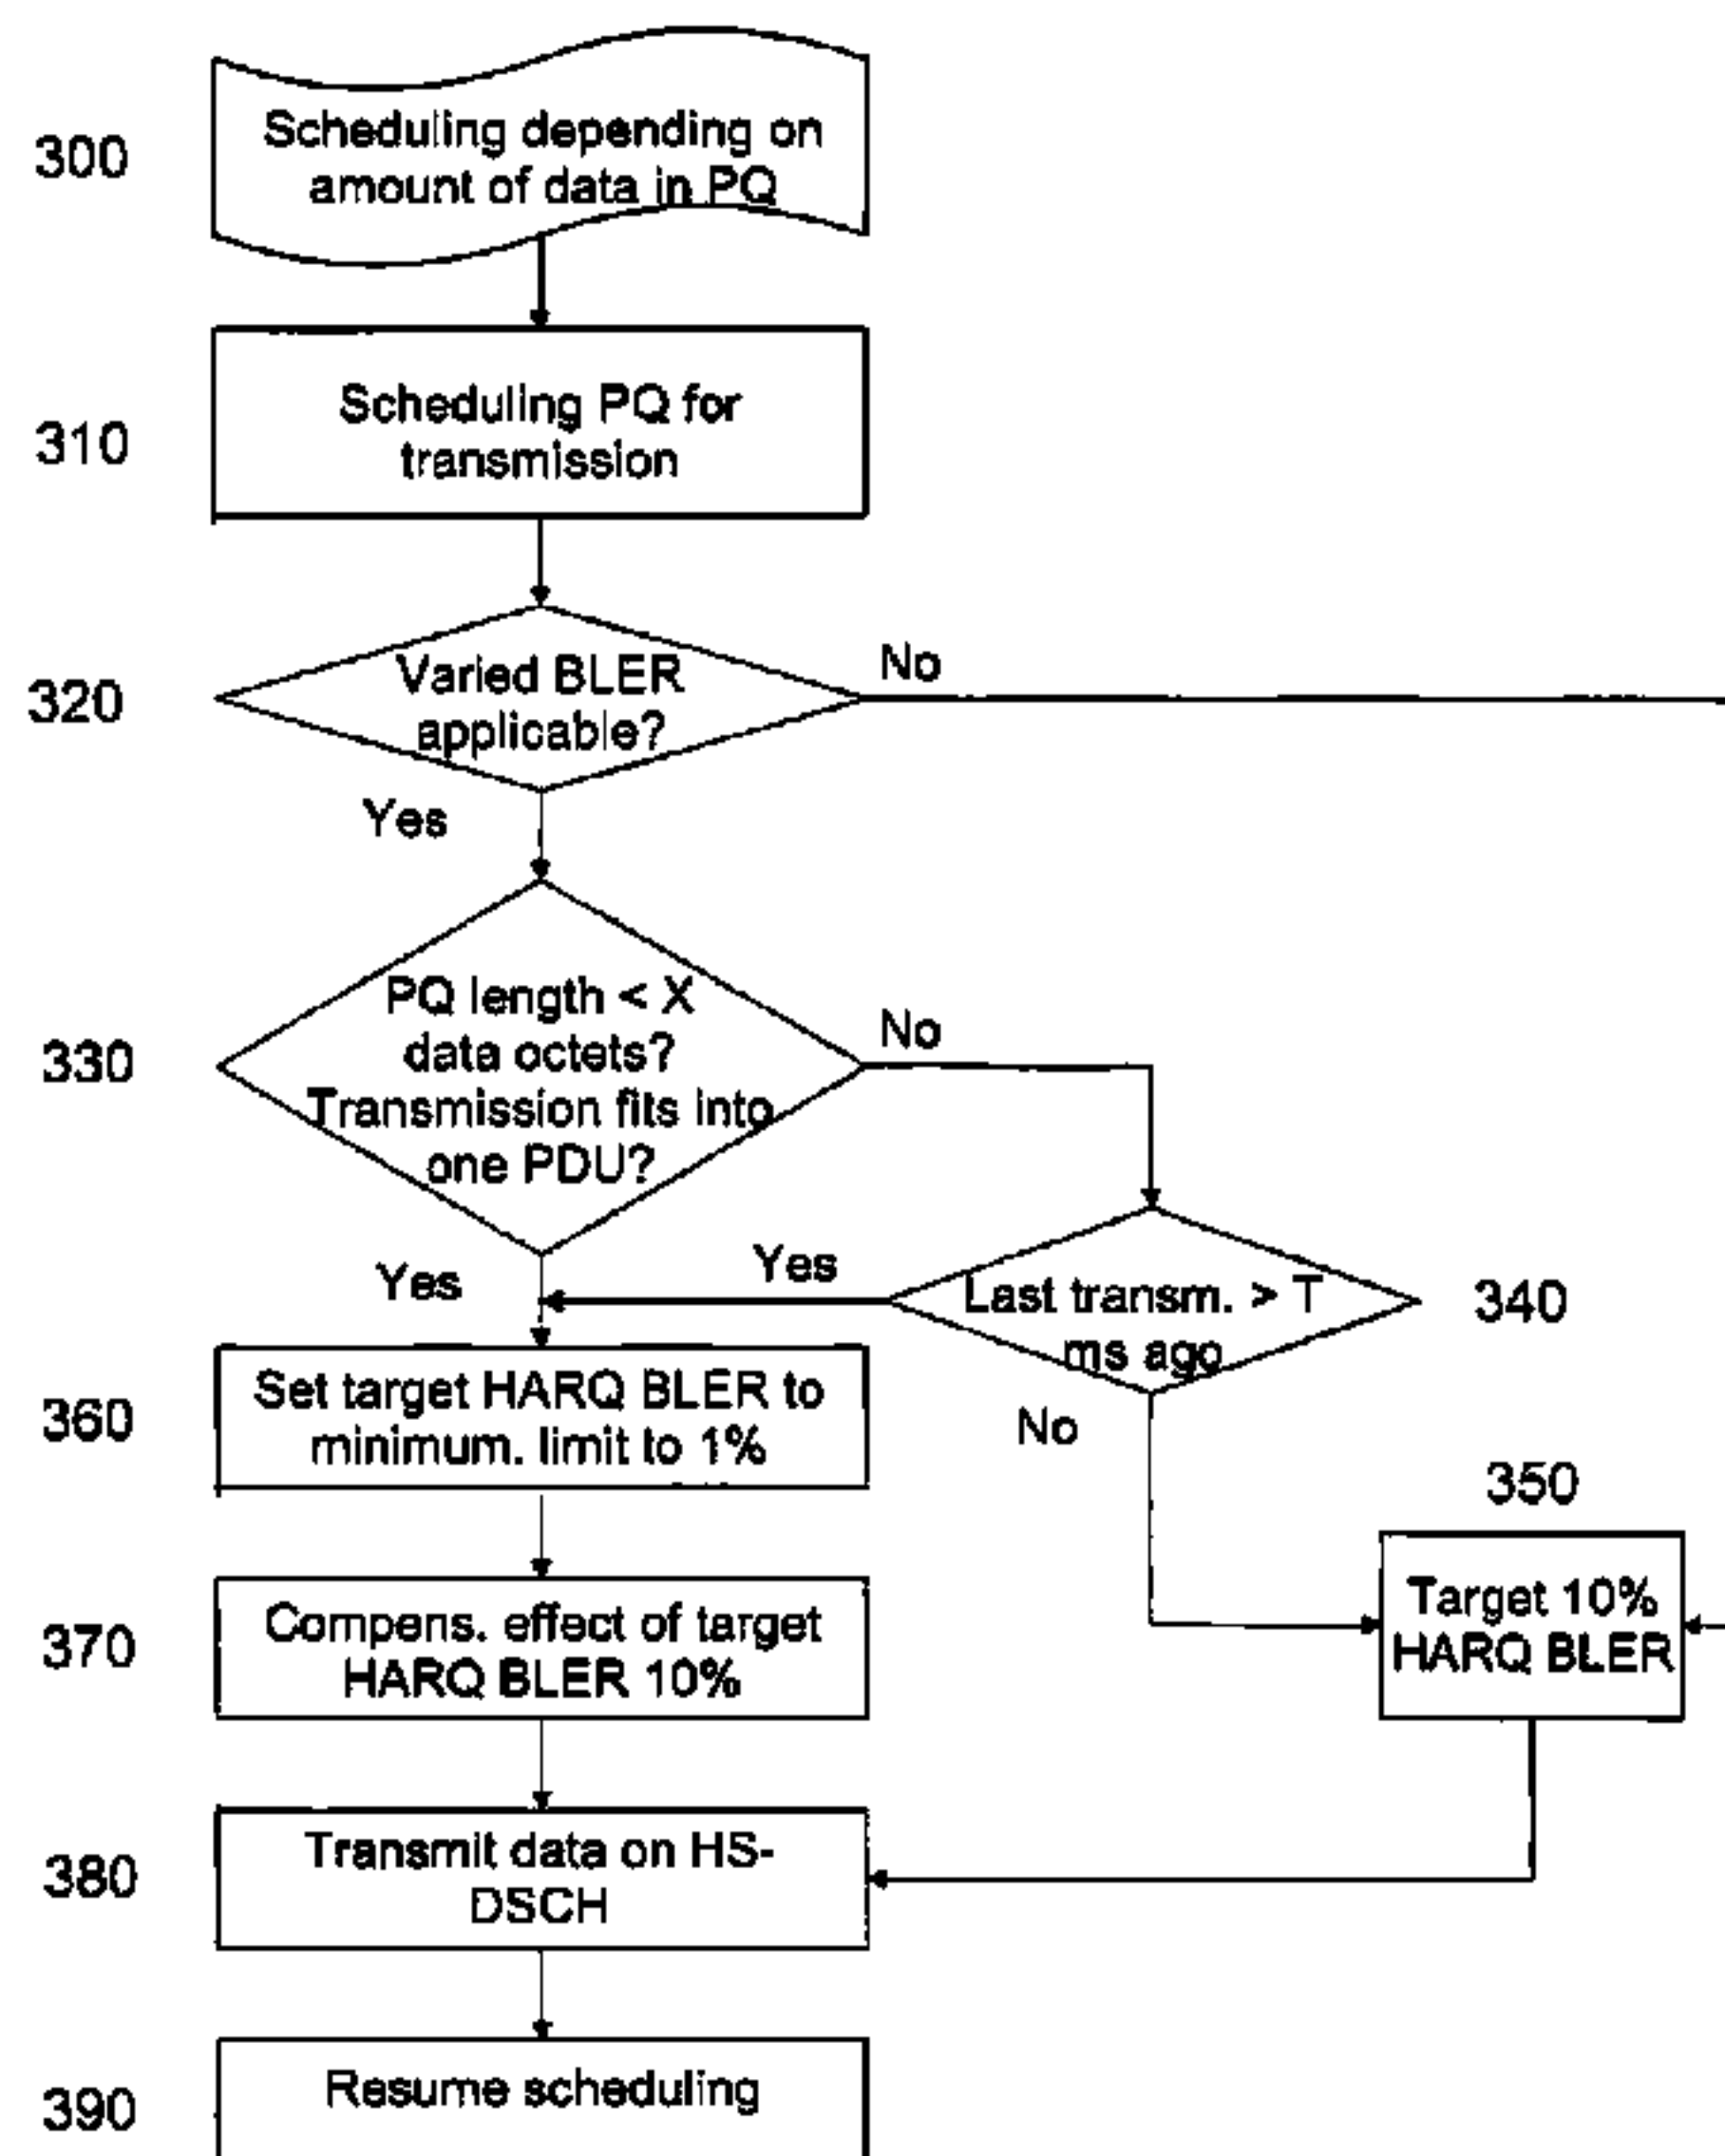 300
Scheduling depending on
amount of data in PQ
310
Scheduling PQ for
transmission
320
Varied BLER
applicable?
No
Yes
330
PQ length < X
data octets?
Transmission fits into
one PDU?
No
Yes
Yes
Last transm. > T
ms ago
340
No
360
Set target HARQ BLER to
minimum. limit to 1%
350
Target 10%
HARQ BLER
370
Compens. effect of target
HARQ BLER 10%
380
Transmit data on HS-
DSCH
390
Resume scheduling